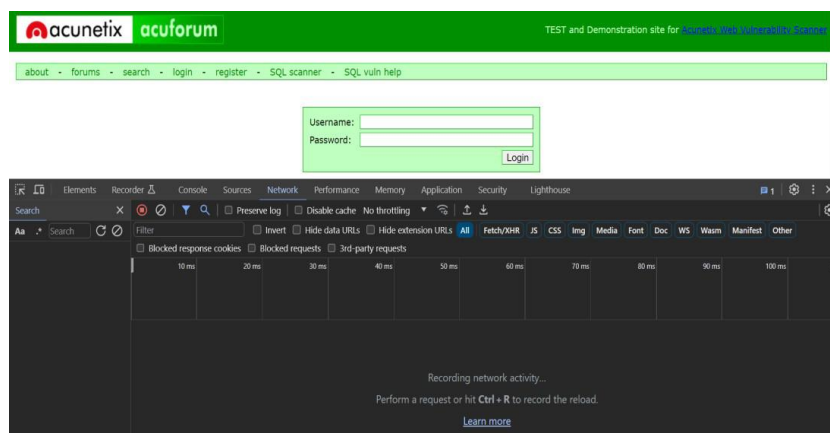 acunetix acuforum
TEST and Demonstration site for Acunetix Web Vulnerability Scanner
about - forums - search - login - register - SQL scanner - SQL vuln help
Username:
Password:
Login
Elements Recorder Console Sources Network Performance Memory Application Security Lighthouse 1
Search Preserve log Disable cache No throttling
Aa .* Search Filter Invert Hide data URLs Hide extension URLs All Fetch/XHR JS CSS Img Media Font Doc WS Wasm Manifest Other
Blocked response cookies Blocked requests 3rd-party requests
10 ms 20 ms 30 ms 40 ms 50 ms 60 ms 70 ms 80 ms 90 ms 100 ms
Recording network activity...
Perform a request or hit Ctrl + R to record the reload.
Learn more